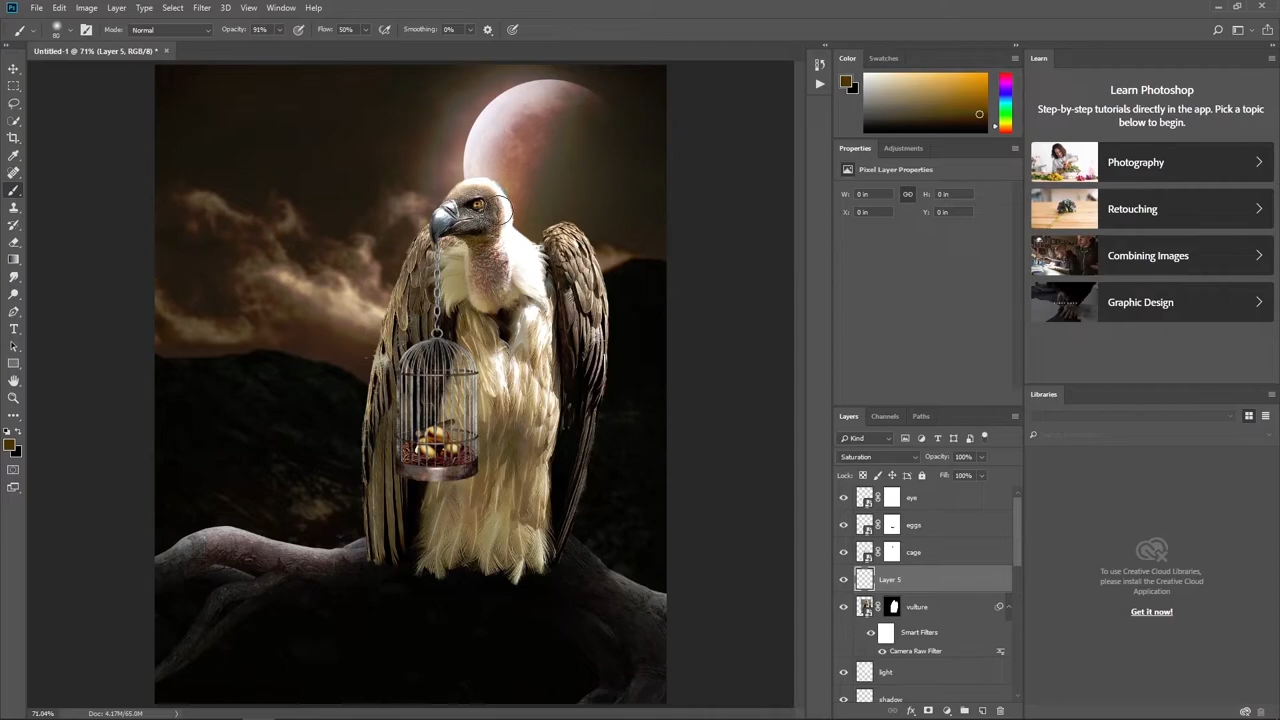 Ps File Edit Image Layer Type Select Filter 3D View Window Help
80 Mode: Normal Opacity: 91% Flow: 50% Smoothing: 0%
Untitled-1 @ 71% (Layer 5, RGB/8) *
Color Swatches
Properties Adjustments
Pixel Layer Properties
W: 0 in H: 0 in
X: 0 in Y: 0 in
Layers Channels Paths
Kind
Saturation Opacity: 100%
Lock: Fill: 100%
eye
eggs
cage
Layer 5
vulture
Smart Filters
Camera Raw Filter
light
shadow
Learn
Learn Photoshop
Step-by-step tutorials directly in the app. Pick a topic
below to begin.
Photography
Retouching
Combining Images
Graphic Design
Libraries
To use Creative Cloud Libraries,
please install the Creative Cloud
Application
Get it now!
71.04% Doc: 4.17M/65.0M